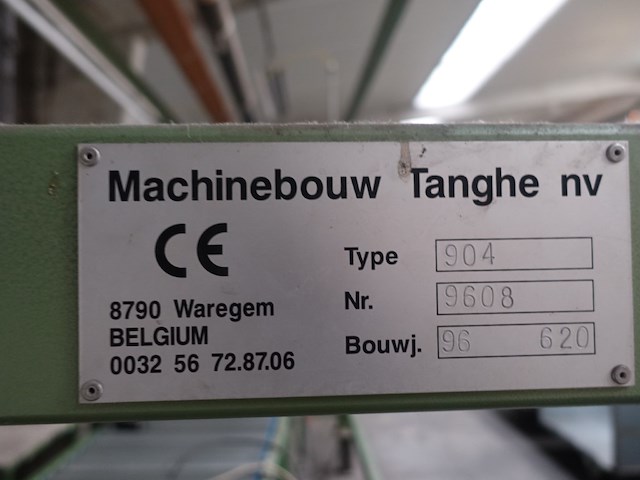 Machinebouw Tanghe nv
CE
Type 904
Nr. 9608
Bouwj. 96 620
8790 Waregem
BELGIUM
0032 56 72.87.06